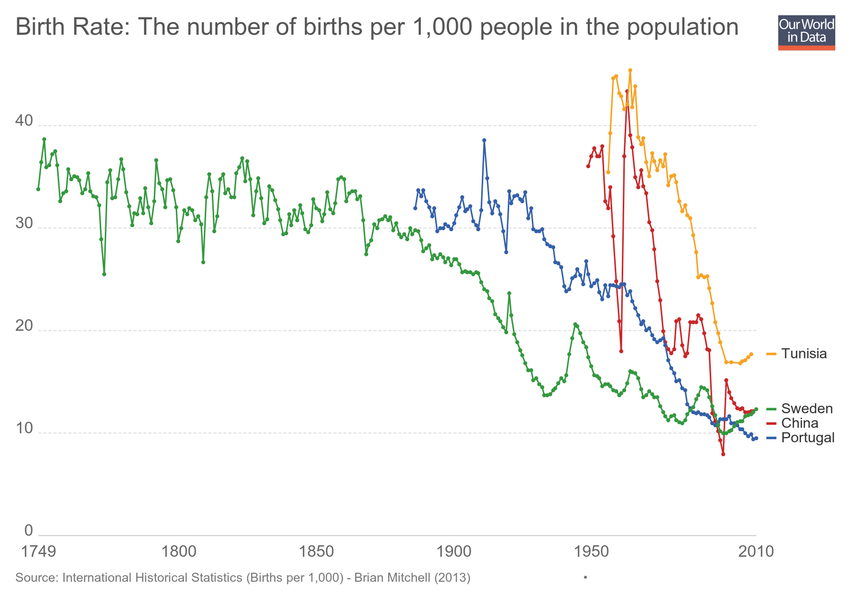 Birth Rate: The number of births per 1,000 people in the population
Our World
in Data
40
30
20
10
0
Tunisia
Sweden
China
Portugal
1749 1800 1850 1900 1950 2010
Source: International Historical Statistics (Births per 1,000) - Brian Mitchell (2013) •